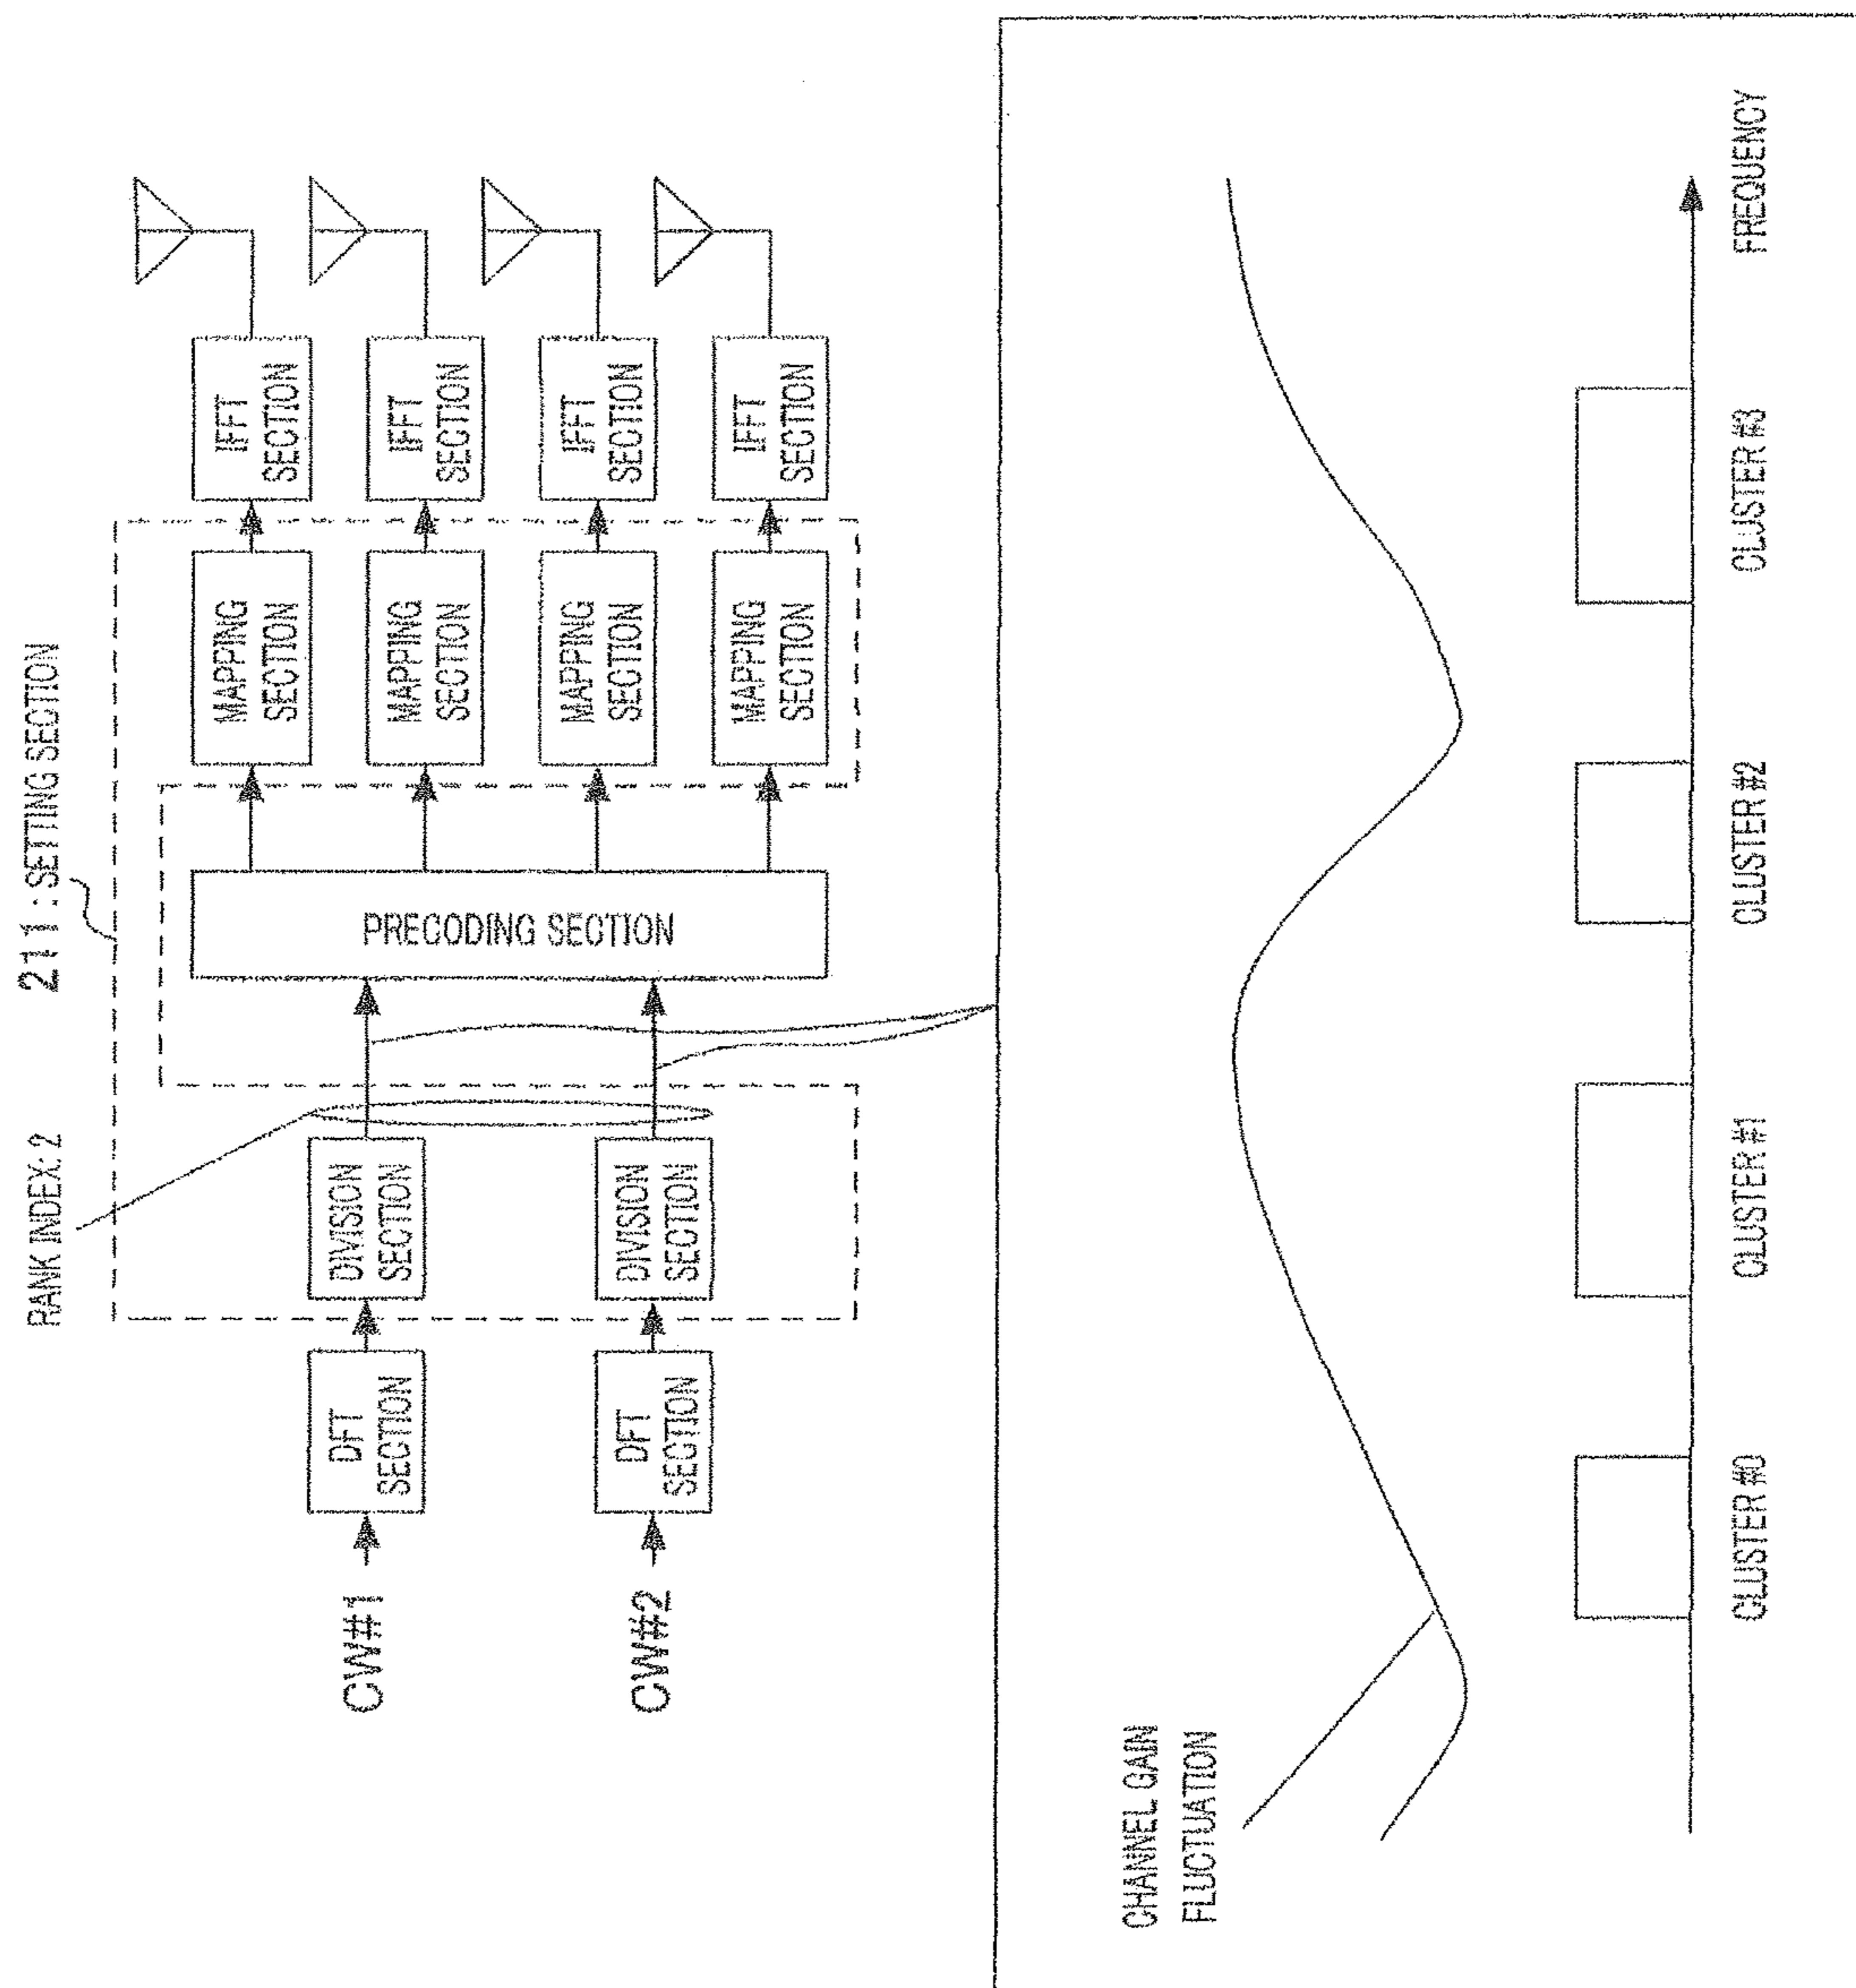 211 : SETTING SECTION
RANK INDEX: 2
CW#1
DFT
SECTION
DIVISION
SECTION
CW#2
DFT
SECTION
DIVISION
SECTION
PRECODING SECTION
MAPPING
SECTION
IFFT
SECTION
MAPPING
SECTION
IFFT
SECTION
MAPPING
SECTION
IFFT
SECTION
MAPPING
SECTION
IFFT
SECTION
CHANNEL GAIN
FLUCTUATION
CLUSTER #0
CLUSTER #1
CLUSTER #2
CLUSTER #3
FREQUENCY